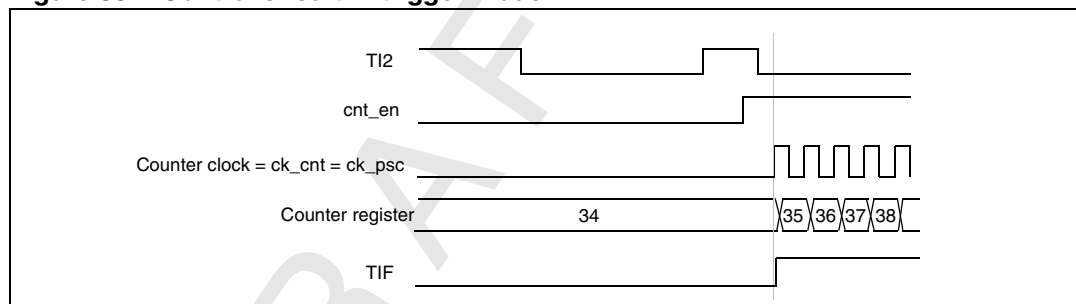 TI2
cnt_en
Counter clock = ck_cnt = ck_psc
Counter register 34 35 36 37 38
TIF